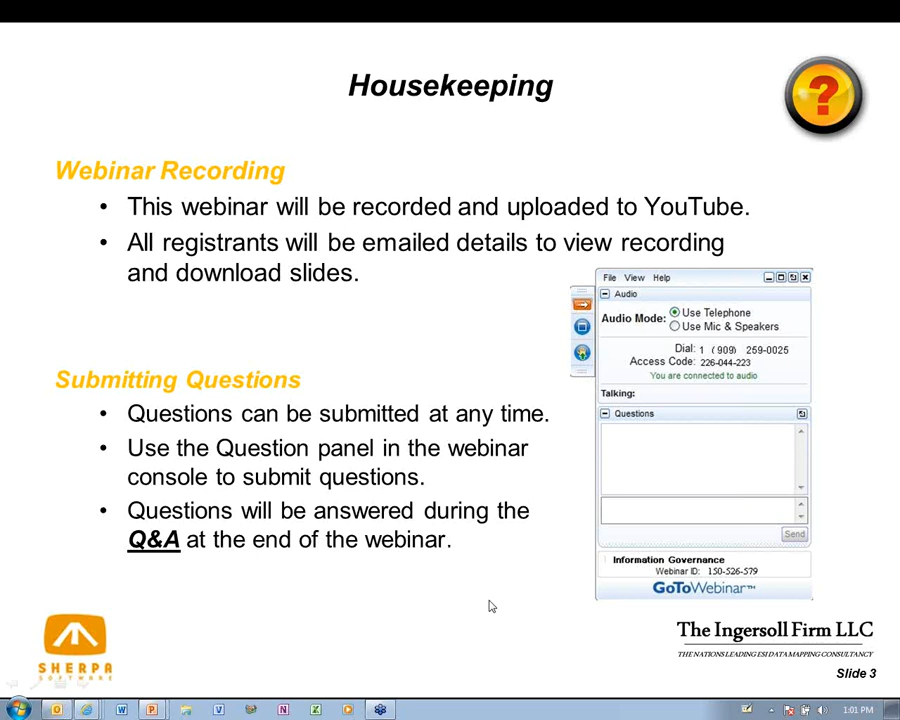 Housekeeping
?
Webinar Recording
• This webinar will be recorded and uploaded to YouTube.
• All registrants will be emailed details to view recording
and download slides.
File View Help
Audio
Audio Mode: Use Telephone
Use Mic & Speakers
Dial: 1 (909) 259-0025
Access Code: 226-044-223
You are connected to audio
Talking:
Questions
Send
Information Governance
Webinar ID: 150-526-579
GoToWebinar™
Submitting Questions
• Questions can be submitted at any time.
• Use the Question panel in the webinar
console to submit questions.
• Questions will be answered during the
Q&A at the end of the webinar.
SHERPA
SOFTWARE
The Ingersoll Firm LLC
THE NATIONS LEADING ESI DATA MAPPING CONSULTANCY
Slide 3
1:01 PM